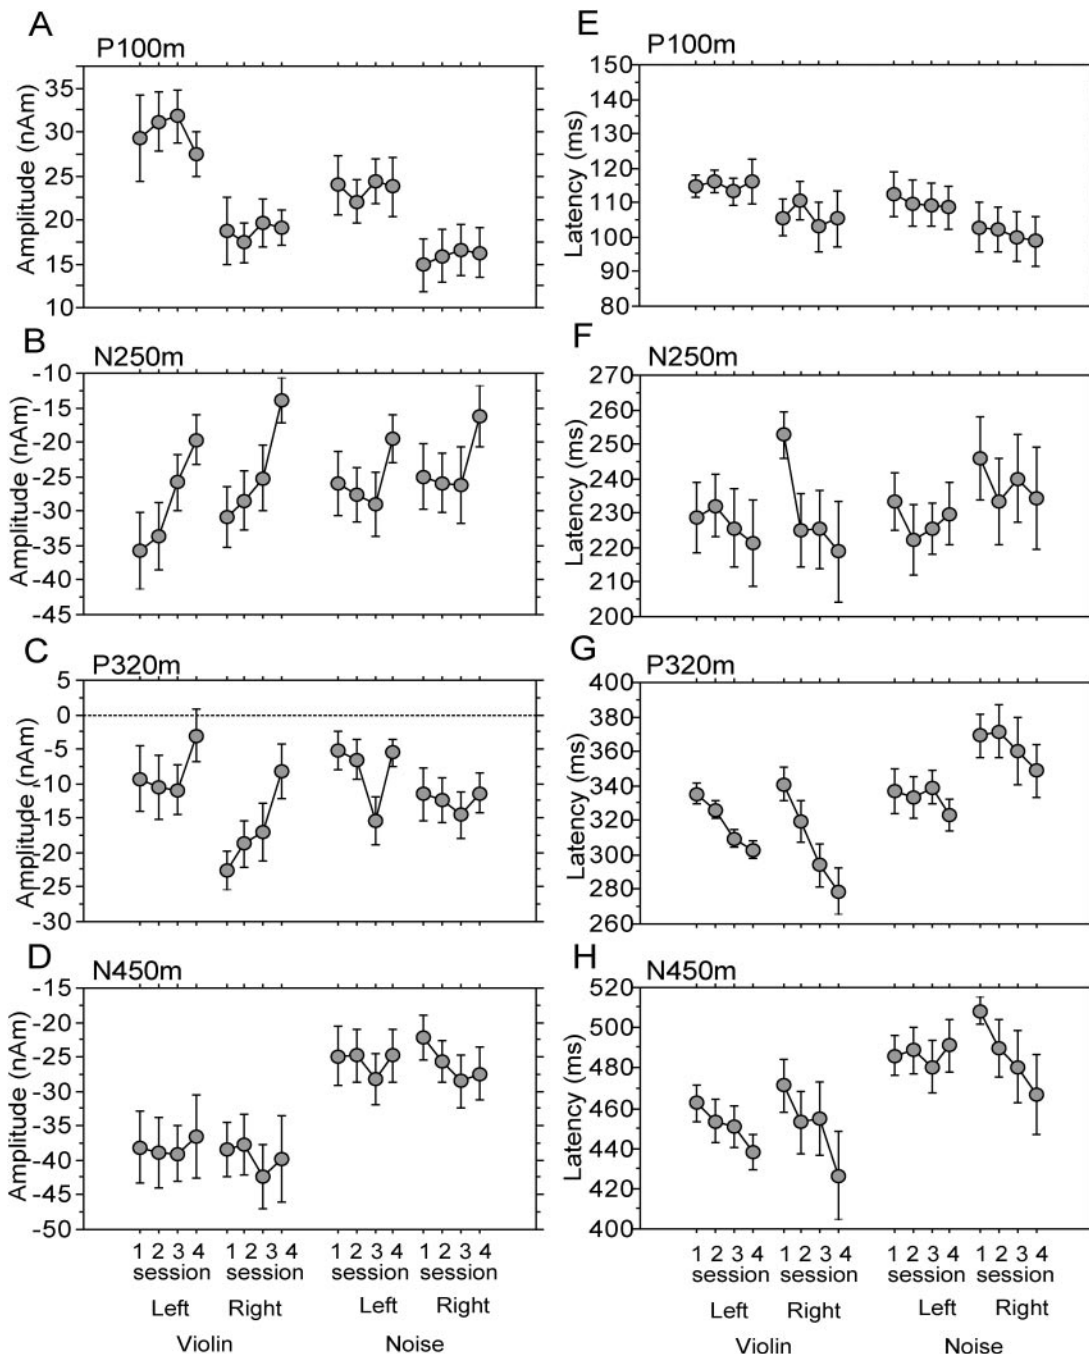 A
P100m
Amplitude (nAm)
35
30
25
20
15
10
B
N250m
Amplitude (nAm)
-10
-15
-20
-25
-30
-35
-40
-45
C
P320m
Amplitude (nAm)
5
0
-5
-10
-15
-20
-25
-30
D
N450m
Amplitude (nAm)
-15
-20
-25
-30
-35
-40
-45
-50
1 2 3 4 1 2 3 4 1 2 3 4 1 2 3 4
session session session session
Left Right Left Right
Violin Noise
E
P100m
Latency (ms)
150
140
130
120
110
100
90
80
F
N250m
Latency (ms)
270
260
250
240
230
220
210
200
G
P320m
Latency (ms)
400
380
360
340
320
300
280
260
H
N450m
Latency (ms)
520
500
480
460
440
420
400
1 2 3 4 1 2 3 4 1 2 3 4 1 2 3 4
session session session session
Left Right Left Right
Violin Noise